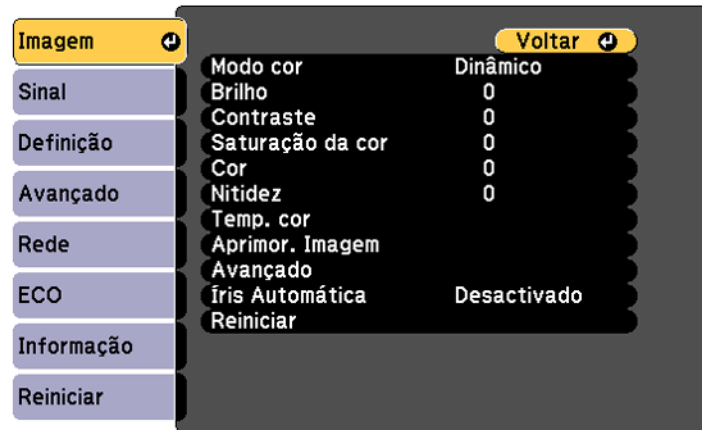 Imagem
Sinal
Definição
Avançado
Rede
ECO
Informação
Reiniciar
Voltar
Modo cor Dinâmico
Brilho 0
Contraste 0
Saturação da cor 0
Cor 0
Nitidez 0
Temp. cor
Aprimor. Imagem
Avançado
Íris Automática Desactivado
Reiniciar